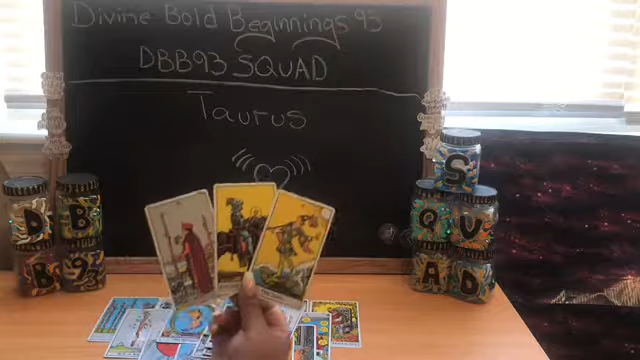 Divine Bold Beginnings 93
DBB93 SQUAD
Taurus
D B
B 93
S
Q U
A D